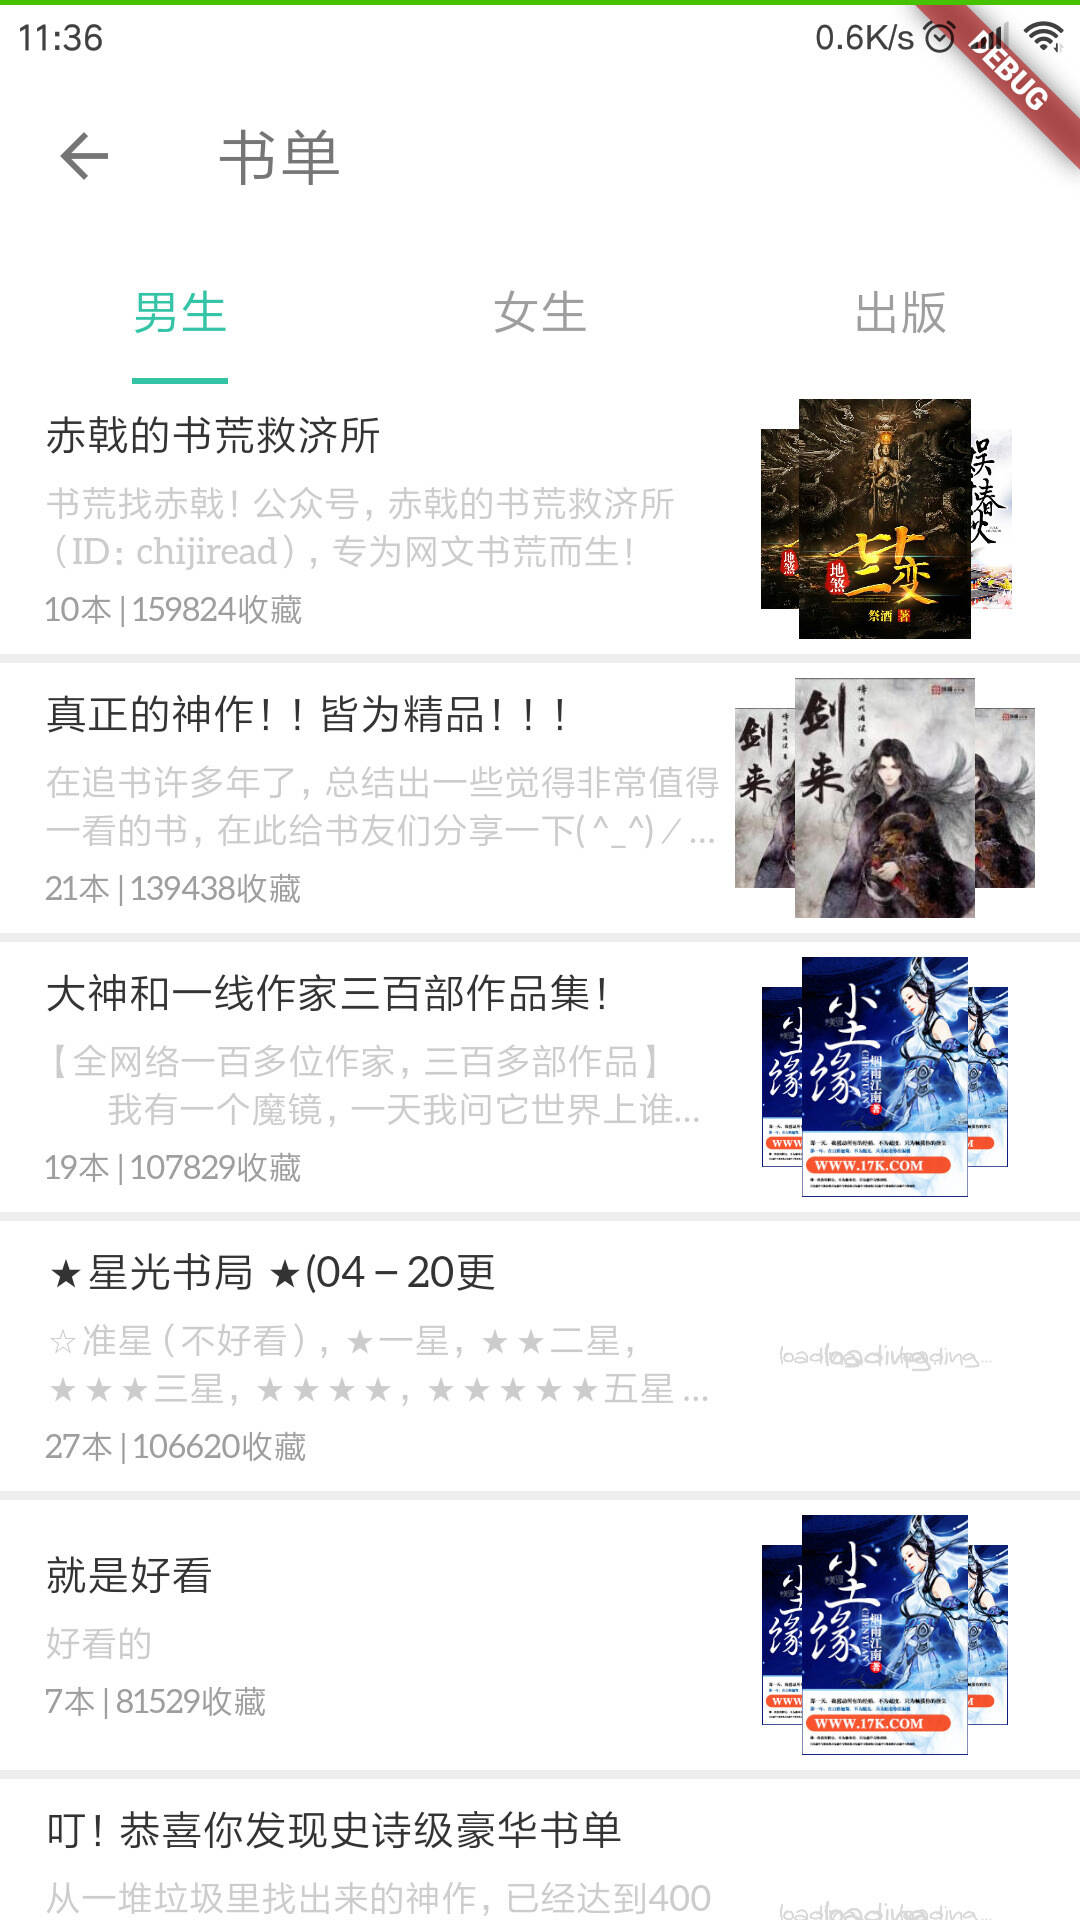 11:36
0.6K/s
DEBUG
书单
男生
女生
出版
赤戟的书荒救济所
书荒找赤戟！公众号，赤戟的书荒救济所
（ID：chijiread），专为网文书荒而生！
10本|159824收藏
地煞
七十
二变
地煞
祭酒 著
春秋
真正的神作！！皆为精品！！！
在追书许多年了，总结出一些觉得非常值得
一看的书，在此给书友们分享一下(^_^)／...
21本|139438收藏
剑来
剑来
大神和一线作家三百部作品集！
【全网络一百多位作家，三百多部作品】
我有一个魔镜，一天我问它世界上谁...
19本|107829收藏
尘缘
CHENYUAN
烟雨江南 著
WWW.17K.COM
★星光书局 ★(04－20更
☆准星（不好看），★一星，★★二星，
★★★三星，★★★★，★★★★★五星 ...
27本|106620收藏
loading...
就是好看
好看的
7本|81529收藏
尘缘
CHENYUAN
烟雨江南 著
WWW.17K.COM
叮！恭喜你发现史诗级豪华书单
从一堆垃圾里找出来的神作，已经达到400
loading...